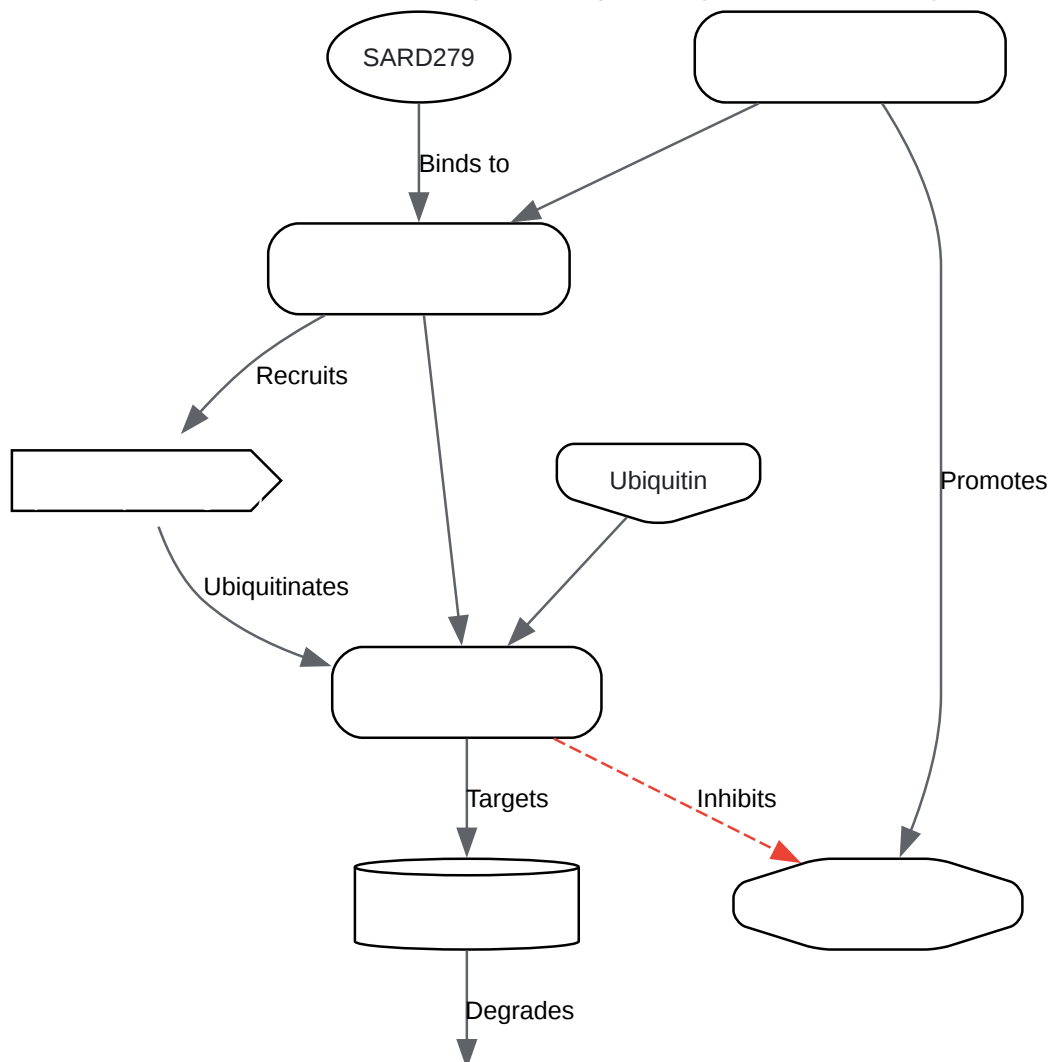 SARD279
Binds to
Recruits
Ubiquitin
Promotes
Ubiquitinates
Targets
Inhibits
Degrades